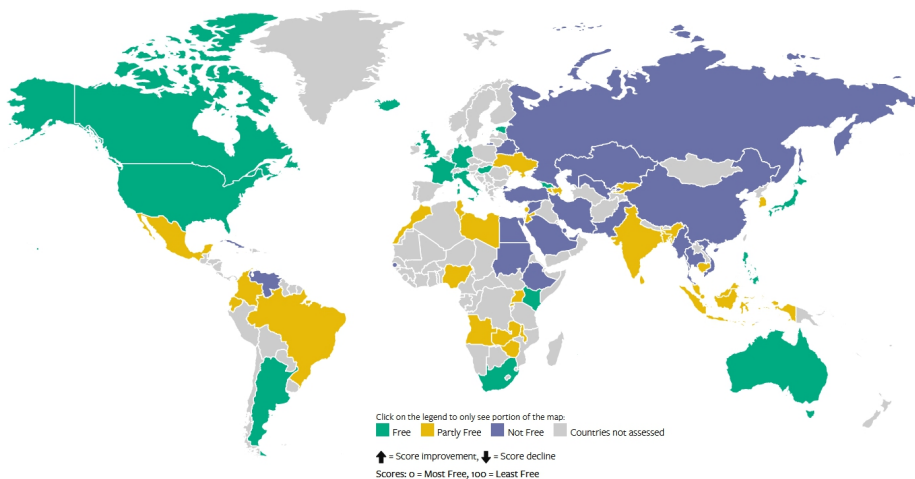 Click on the legend to only see portion of the map:
Free Partly Free Not Free Countries not assessed
= Score improvement, = Score decline
Scores: 0 = Most Free, 100 = Least Free